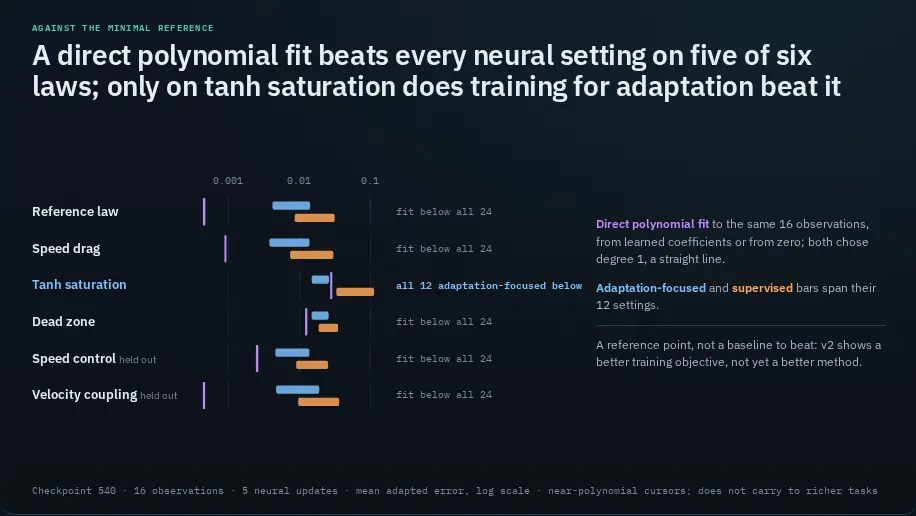 AGAINST THE MINIMAL REFERENCE
A direct polynomial fit beats every neural setting on five of six
laws; only on tanh saturation does training for adaptation beat it
0.001 0.01 0.1
Reference law fit below all 24
Speed drag fit below all 24
Tanh saturation all 12 adaptation-focused below
Dead zone fit below all 24
Speed control held out fit below all 24
Velocity coupling held out fit below all 24
Direct polynomial fit to the same 16 observations,
from learned coefficients or from zero; both chose
degree 1, a straight line.
Adaptation-focused and supervised bars span their
12 settings.
A reference point, not a baseline to beat: v2 shows a
better training objective, not yet a better method.
Checkpoint 540 · 16 observations · 5 neural updates · mean adapted error, log scale · near-polynomial cursors; does not carry to richer tasks